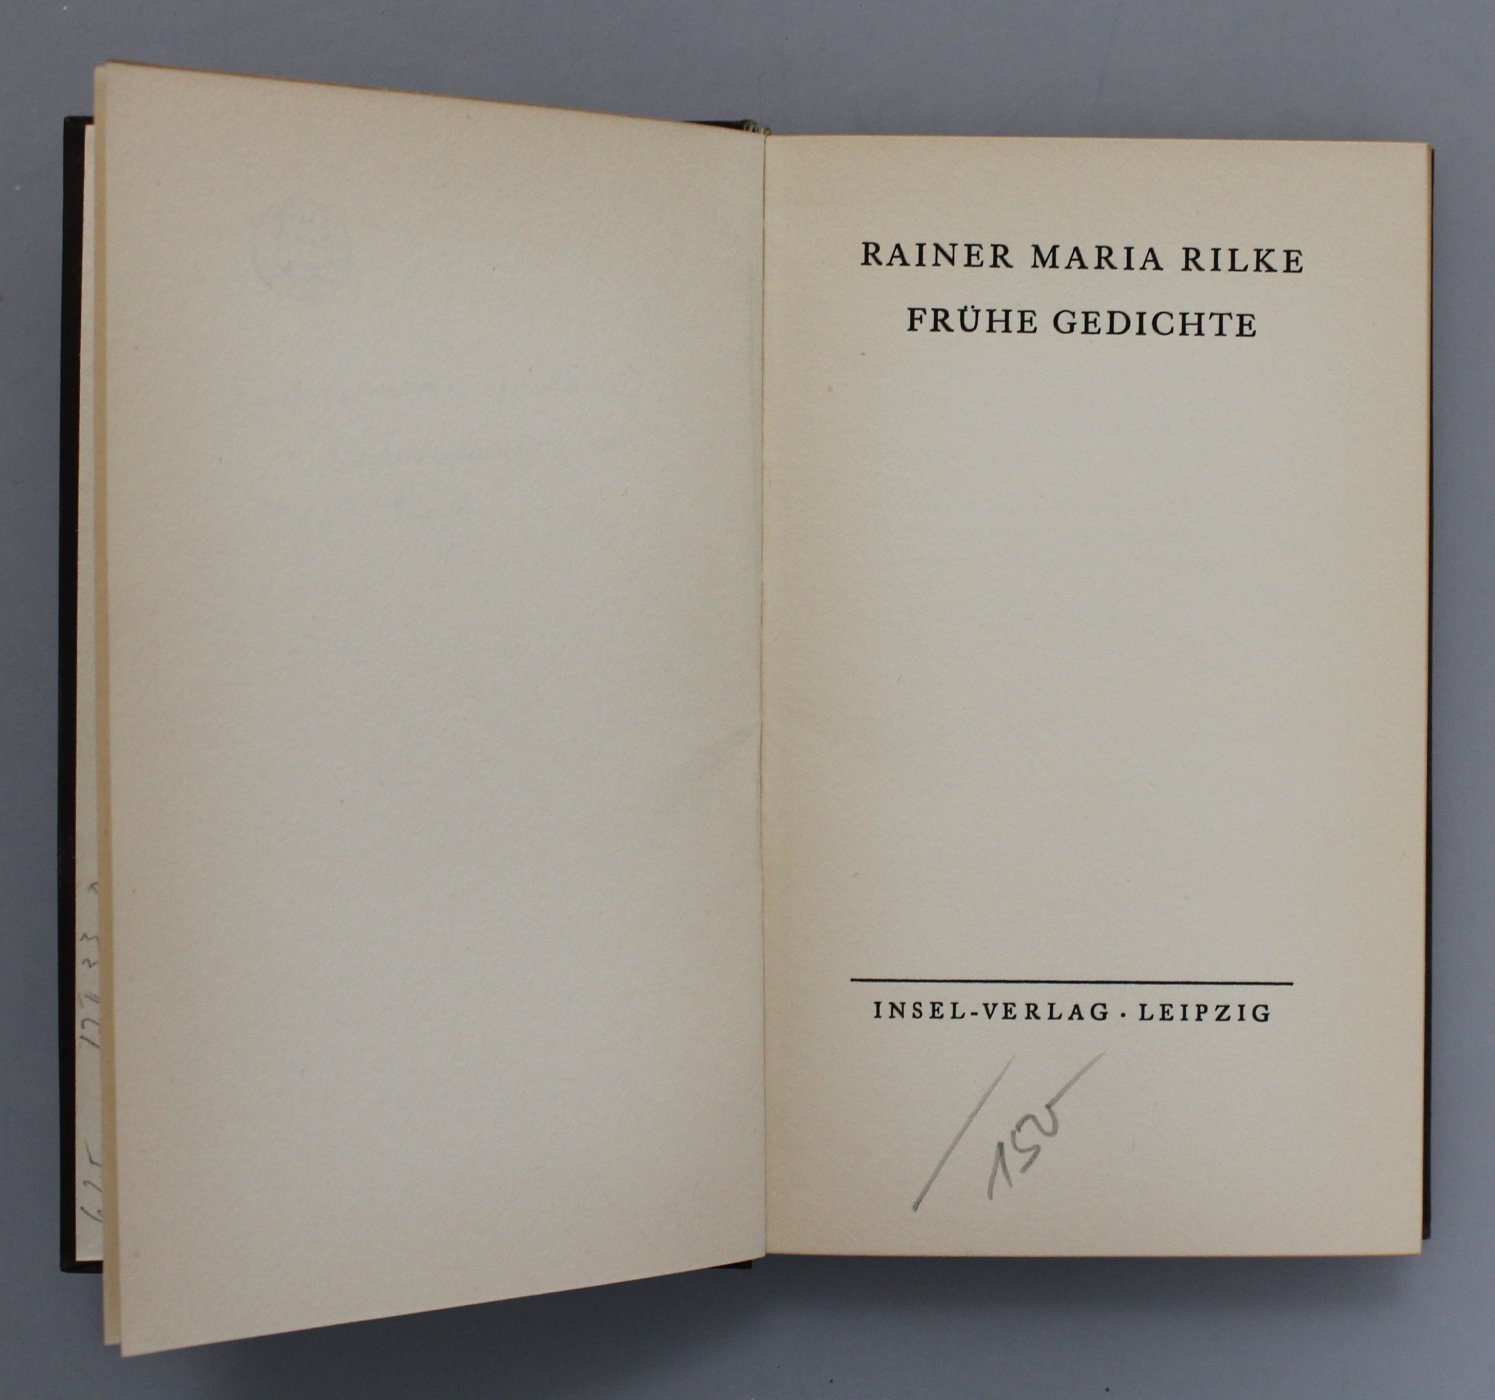 RAINER MARIA RILKE
FRÜHE GEDICHTE
INSEL-VERLAG · LEIPZIG
150